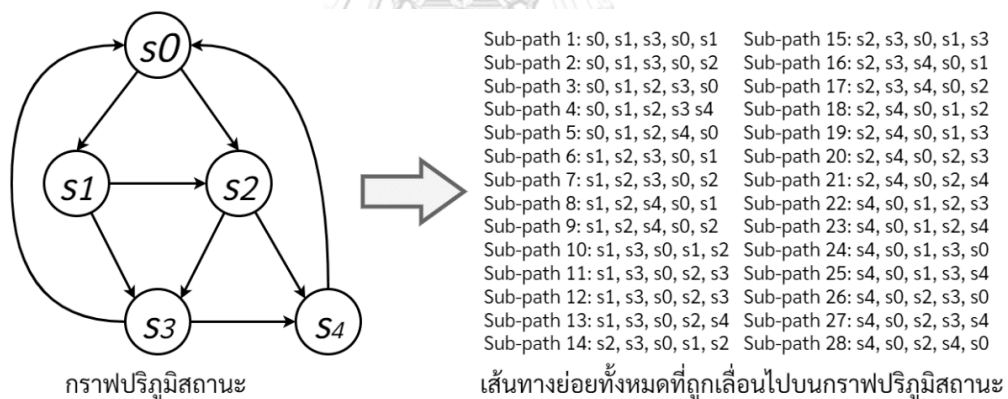 s0
s1
s2
s3
s4
กราฟปริภูมิสถานะ
Sub-path 1: s0, s1, s3, s0, s1
Sub-path 2: s0, s1, s3, s0, s2
Sub-path 3: s0, s1, s2, s3, s0
Sub-path 4: s0, s1, s2, s3 s4
Sub-path 5: s0, s1, s2, s4, s0
Sub-path 6: s1, s2, s3, s0, s1
Sub-path 7: s1, s2, s3, s0, s2
Sub-path 8: s1, s2, s4, s0, s1
Sub-path 9: s1, s2, s4, s0, s2
Sub-path 10: s1, s3, s0, s1, s2
Sub-path 11: s1, s3, s0, s2, s3
Sub-path 12: s1, s3, s0, s2, s3
Sub-path 13: s1, s3, s0, s2, s4
Sub-path 14: s2, s3, s0, s1, s2
Sub-path 15: s2, s3, s0, s1, s3
Sub-path 16: s2, s3, s4, s0, s1
Sub-path 17: s2, s3, s4, s0, s2
Sub-path 18: s2, s4, s0, s1, s2
Sub-path 19: s2, s4, s0, s1, s3
Sub-path 20: s2, s4, s0, s2, s3
Sub-path 21: s2, s4, s0, s2, s4
Sub-path 22: s4, s0, s1, s2, s3
Sub-path 23: s4, s0, s1, s2, s4
Sub-path 24: s4, s0, s1, s3, s0
Sub-path 25: s4, s0, s1, s3, s4
Sub-path 26: s4, s0, s2, s3, s0
Sub-path 27: s4, s0, s2, s3, s4
Sub-path 28: s4, s0, s2, s4, s0
เส้นทางย่อยทั้งหมดที่ถูกเลื่อนไปบนกราฟปริภูมิสถานะ